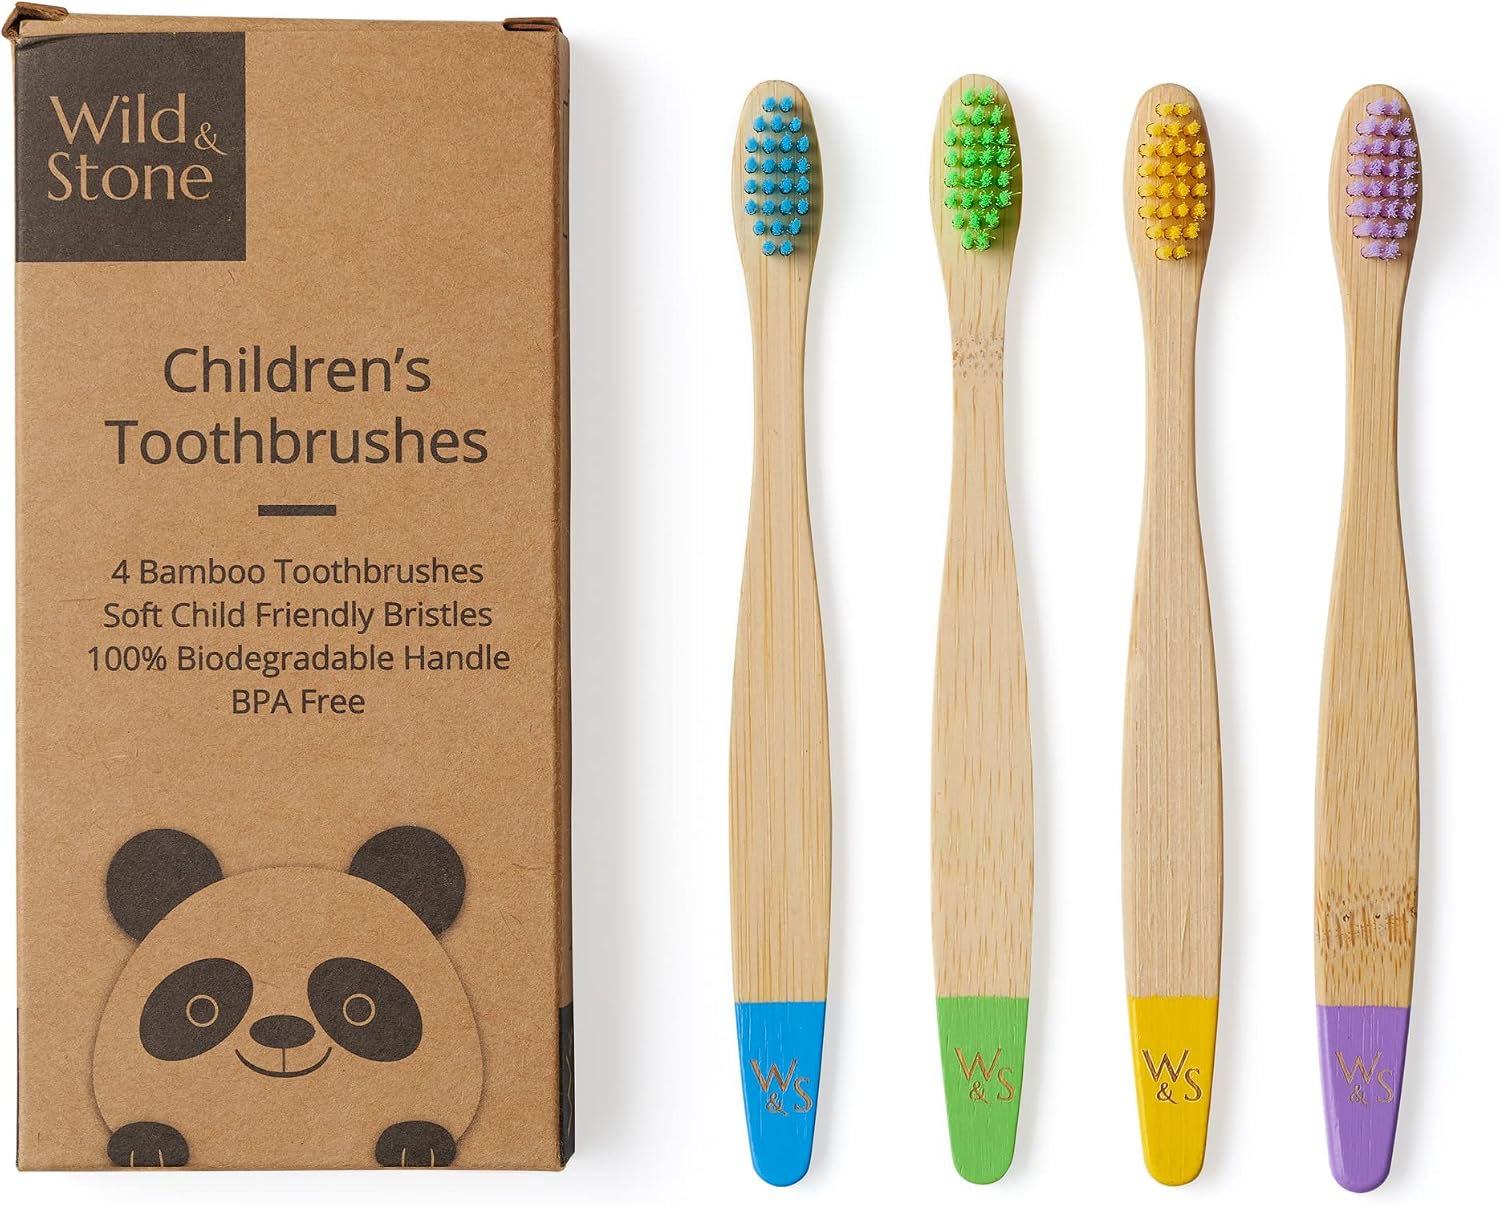 Wild &
Stone
Children's
Toothbrushes
4 Bamboo Toothbrushes
Soft Child Friendly Bristles
100% Biodegradable Handle
BPA Free
W
& S
W
& S
W
& S
W
& S